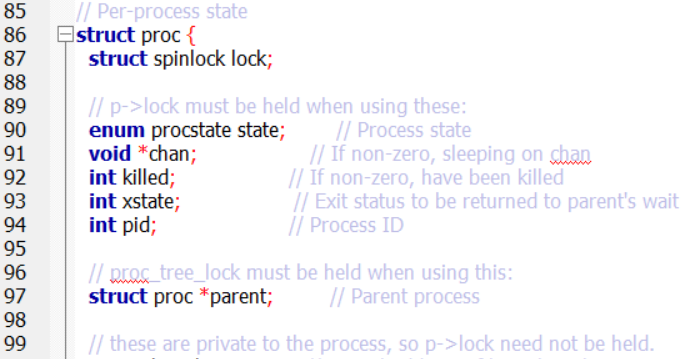 85 // Per-process state
86 struct proc {
87 struct spinlock lock;
88
89 // p->lock must be held when using these:
90 enum procstate state; // Process state
91 void *chan; // If non-zero, sleeping on chan
92 int killed; // If non-zero, have been killed
93 int xstate; // Exit status to be returned to parent's wait
94 int pid; // Process ID
95
96 // proc_tree_lock must be held when using this:
97 struct proc *parent; // Parent process
98
99 // these are private to the process, so p->lock need not be held.